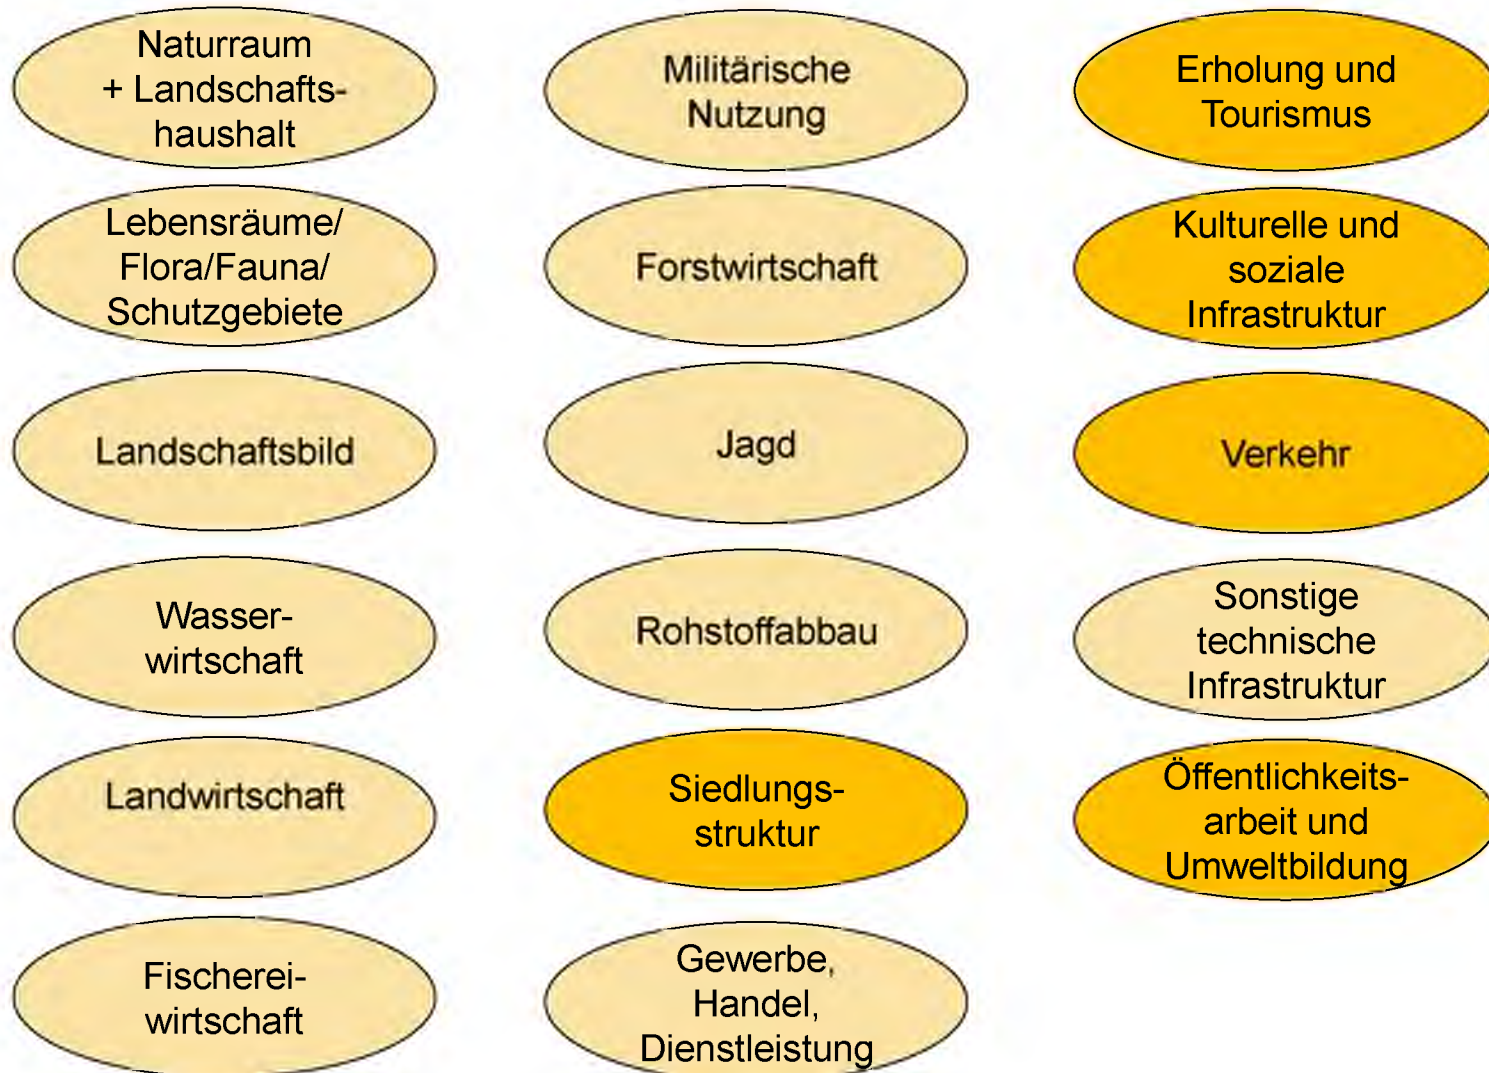 Naturraum
+ Landschafts-
haushalt
Lebensräume/
Flora/Fauna/
Schutzgebiete
Landschaftsbild
Wasser-
wirtschaft
Landwirtschaft
Fischerei-
wirtschaft
Militärische
Nutzung
Forstwirtschaft
Jagd
Rohstoffabbau
Siedlungs-
struktur
Gewerbe,
Handel,
Dienstleistung
Erholung und
Tourismus
Kulturelle und
soziale
Infrastruktur
Verkehr
Sonstige
technische
Infrastruktur
Öffentlichkeits-
arbeit und
Umweltbildung